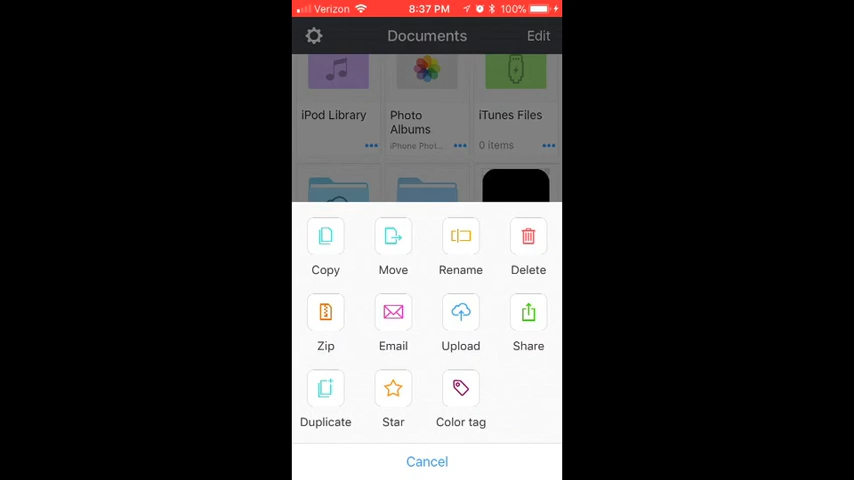 Verizon 8:37 PM 100%
Documents Edit
iPod Library Photo Albums iTunes Files
iPhone Phot... 0 items
Copy Move Rename Delete
Zip Email Upload Share
Duplicate Star Color tag
Cancel